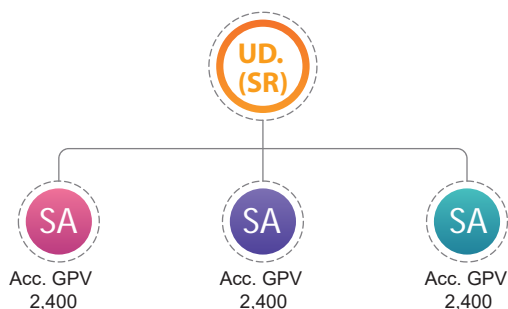 UD.
(SR)
SA
SA
SA
Acc. GPV
2,400
Acc. GPV
2,400
Acc. GPV
2,400